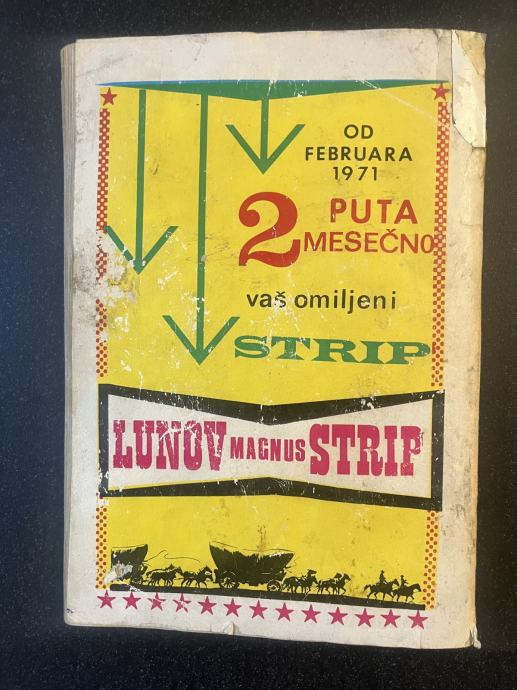 OD
FEBRUARA
1971
2 PUTA
MESEČNO
vaš omiljeni
STRIP
LUNOV MAGNUS STRIP